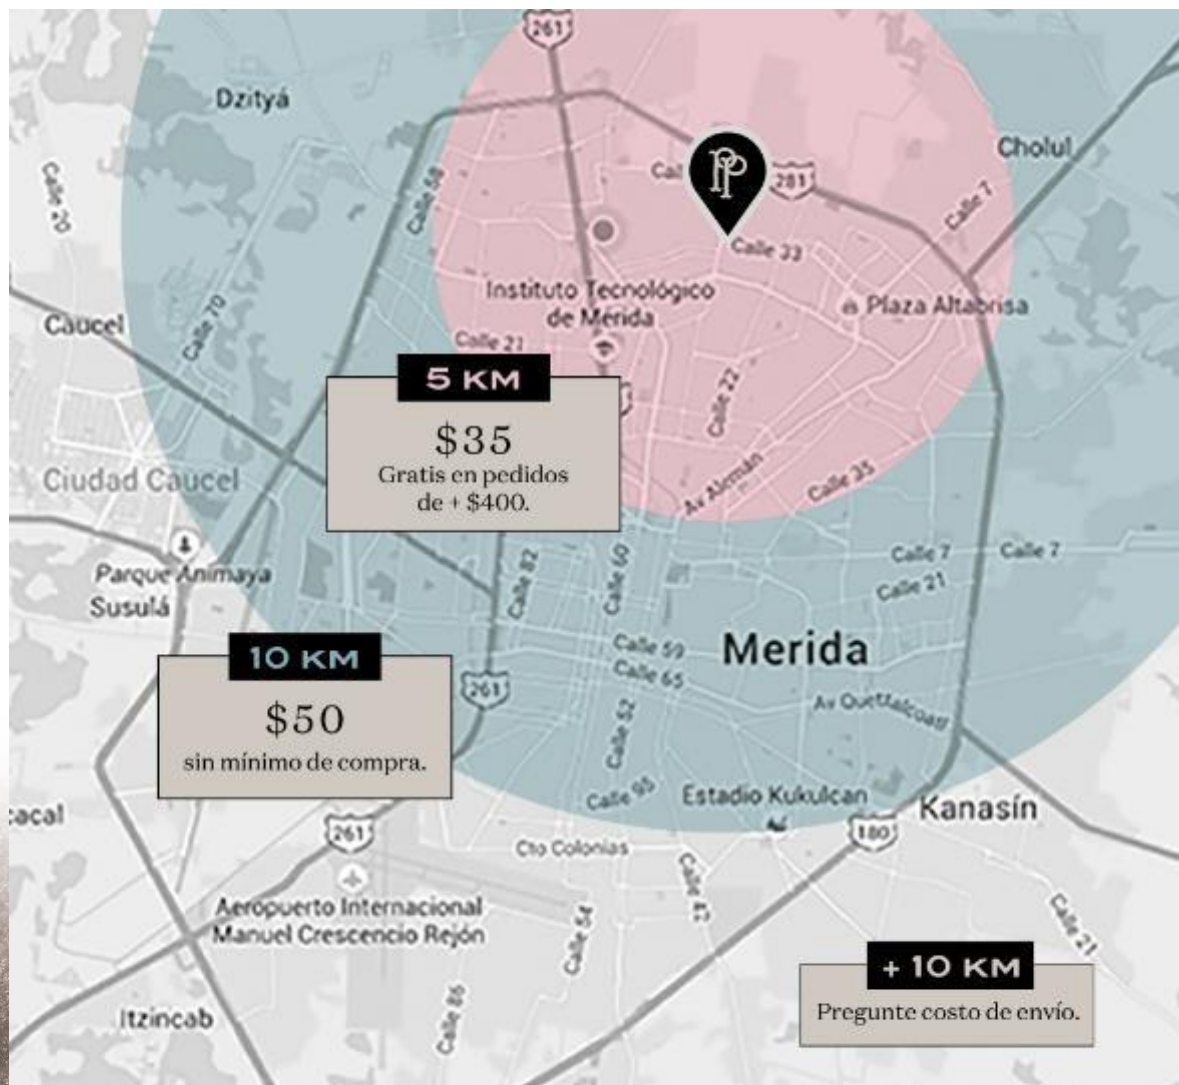 261
Dzityá
Cholul
Calle 20
Calle 58
281
Calle 7
PP
Calle 33
Instituto Tecnológico
de Mérida
Plaza Altabrisa
Calle 70
Caucel
Calle 21
5 KM
$35
Gratis en pedidos
de + $400.
Calle 22
Ciudad Caucel
Av Aleman
Calle 35
Parque Animaya
Susulá
Calle 82
Calle 60
Calle 7
Calle 7
Calle 21
10 KM
$50
sin mínimo de compra.
261
Calle 59
Calle 65
Merida
Av Quetzalcoatl
Calle 52
Calle 95
Estadio Kukulcan
Kanasín
cacal
261
180
Cto Colonias
Calle 42
Aeropuerto Internacional
Manuel Crescencio Rejón
Calle 54
Calle 21
+ 10 KM
Pregunte costo de envío.
Itzincab
Calle 86